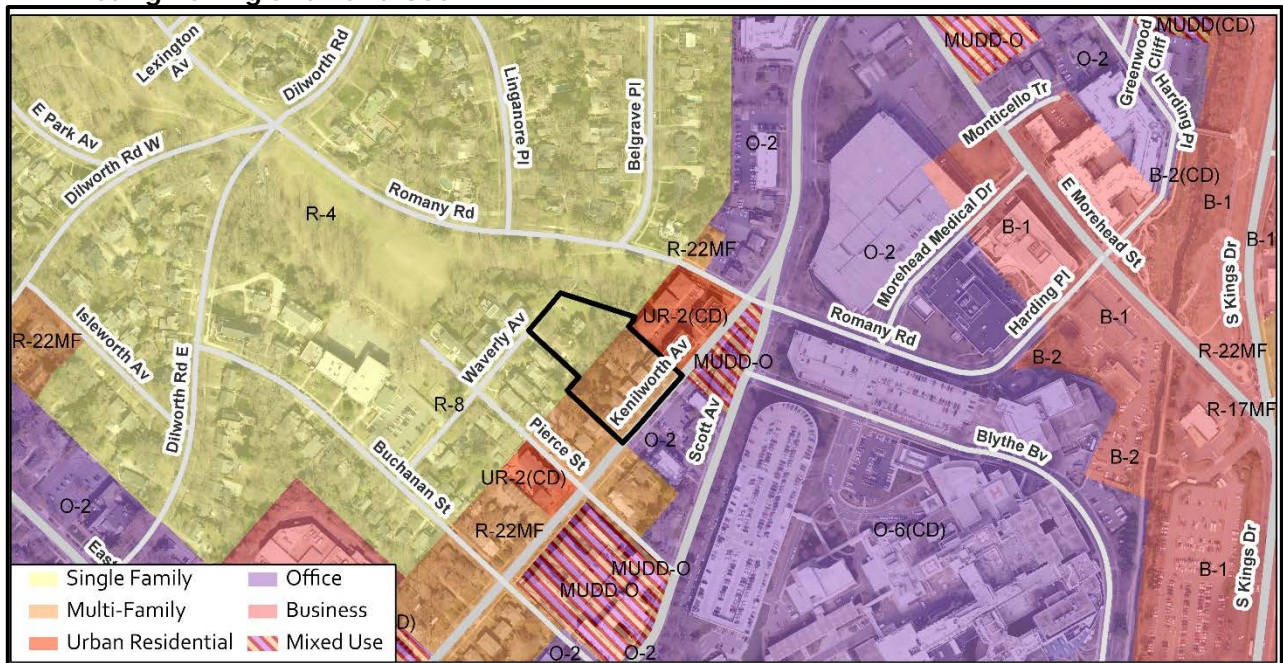 Lexington Av
Dilworth Rd
E Park Av
Dilworth Rd W
Linganore Pl
Belgrave Pl
Romany Rd
R-4
O-2
MUDD-O
MUDD(CD)
O-2
Greenwood Cliff
Harding Pl
Monticello Tr
B-2(CD)
B-1
E Morehead St
S Kings Dr
B-1
Morehead Medical Dr
B-1
O-2
R-22MF
Romany Rd
Harding Pl
B-1
B-2
R-22MF
R-17MF
UR-2(CD)
MUDD-O
Kenilworth Av
Waverly Av
Isleworth Av
R-22MF
Dilworth Rd E
R-8
Pierce St
O-2
Scott Av
Blythe Bv
B-2
Buchanan St
UR-2(CD)
R-22MF
O-6(CD)
O-2
East
MUDD-O
MUDD-O
B-1
S Kings Dr
D)
O-2
O-2
Single Family
Office
Multi-Family
Business
Urban Residential
Mixed Use